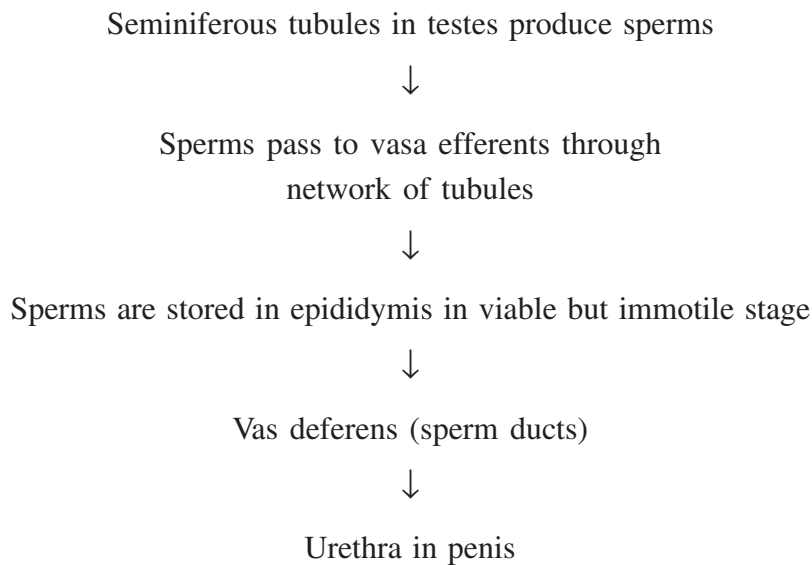 Seminiferous tubules in testes produce sperms
↓
Sperms pass to vasa efferents through
network of tubules
↓
Sperms are stored in epididymis in viable but immotile stage
↓
Vas deferens (sperm ducts)
↓
Urethra in penis